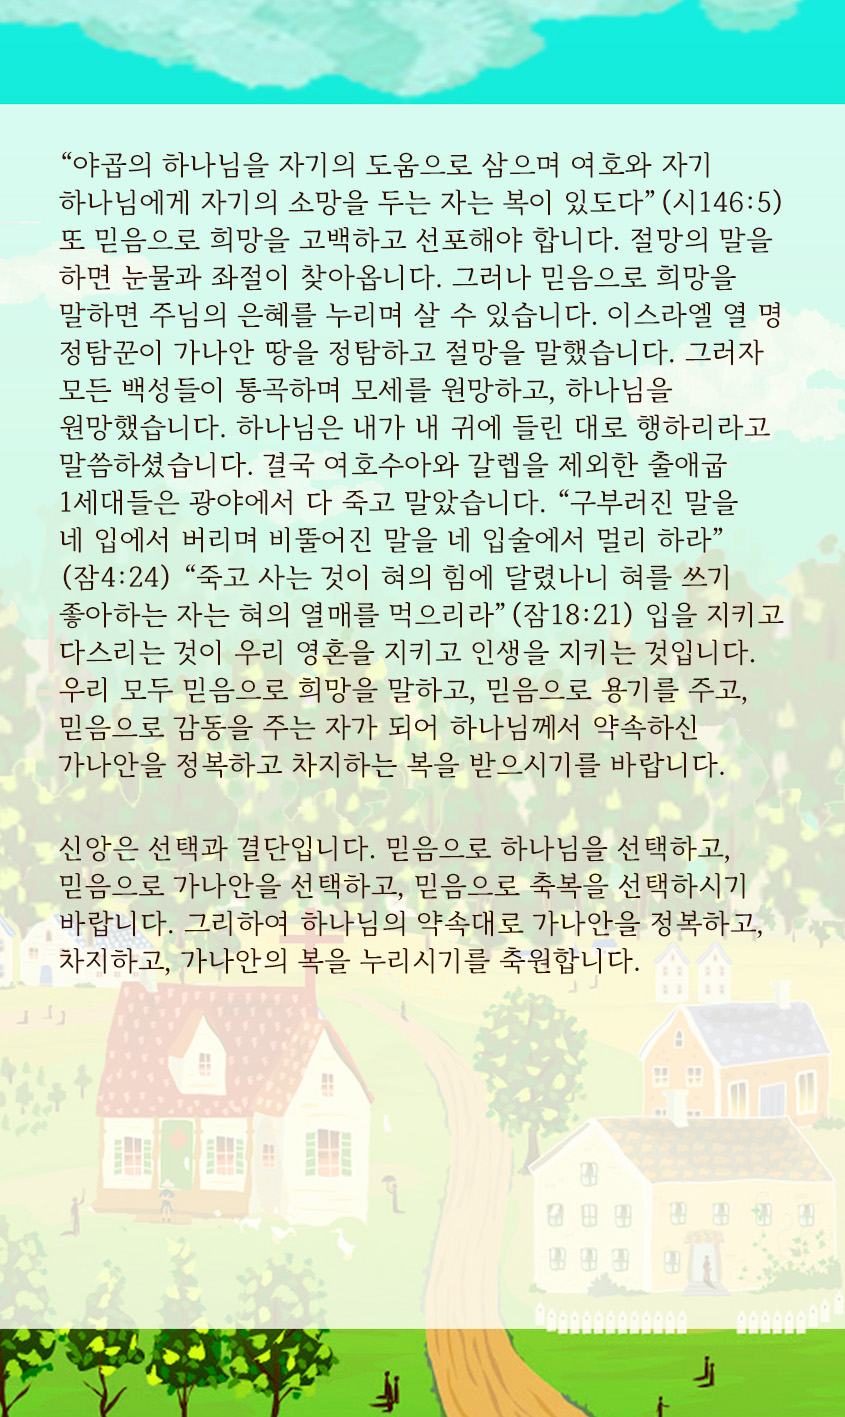 “야곱의 하나님을 자기의 도움으로 삼으며 여호와 자기
하나님에게 자기의 소망을 두는 자는 복이 있도다”(시146:5)
또 믿음으로 희망을 고백하고 선포해야 합니다. 절망의 말을
하면 눈물과 좌절이 찾아옵니다. 그러나 믿음으로 희망을
말하면 주님의 은혜를 누리며 살 수 있습니다. 이스라엘 열 명
정탐꾼이 가나안 땅을 정탐하고 절망을 말했습니다. 그러자
모든 백성들이 통곡하며 모세를 원망하고, 하나님을
원망했습니다. 하나님은 내가 내 귀에 들린 대로 행하리라고
말씀하셨습니다. 결국 여호수아와 갈렙을 제외한 출애굽
1세대들은 광야에서 다 죽고 말았습니다. “구부러진 말을
네 입에서 버리며 비뚤어진 말을 네 입술에서 멀리 하라”
(잠4:24) “죽고 사는 것이 혀의 힘에 달렸나니 혀를 쓰기
좋아하는 자는 혀의 열매를 먹으리라”(잠18:21) 입을 지키고
다스리는 것이 우리 영혼을 지키고 인생을 지키는 것입니다.
우리 모두 믿음으로 희망을 말하고, 믿음으로 용기를 주고,
믿음으로 감동을 주는 자가 되어 하나님께서 약속하신
가나안을 정복하고 차지하는 복을 받으시기를 바랍니다.
신앙은 선택과 결단입니다. 믿음으로 하나님을 선택하고,
믿음으로 가나안을 선택하고, 믿음으로 축복을 선택하시기
바랍니다. 그리하여 하나님의 약속대로 가나안을 정복하고,
차지하고, 가나안의 복을 누리시기를 축원합니다.